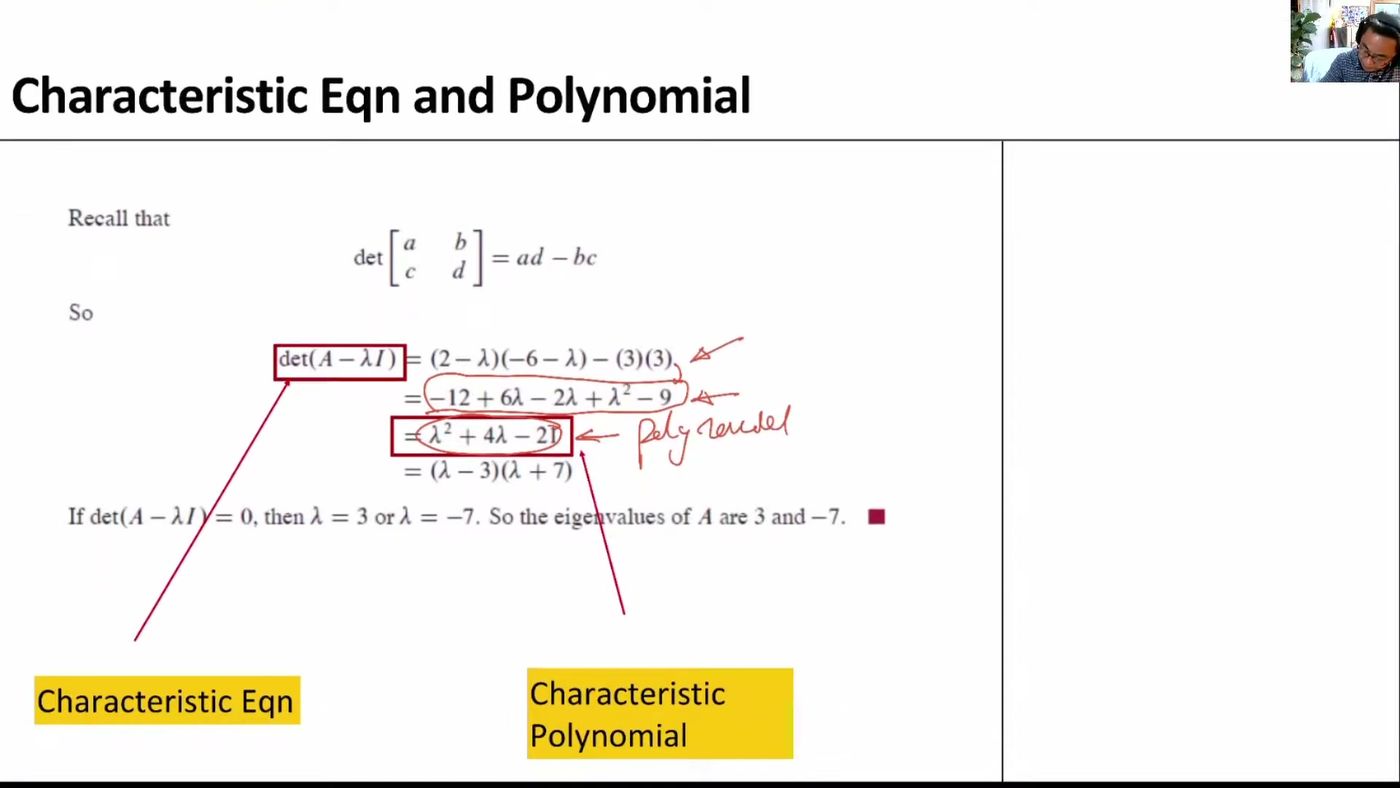 Characteristic Eqn and Polynomial
Recall that
det [ a b
c d ] = ad − bc
So
det(A − λI) = (2 − λ)(−6 − λ) − (3)(3)
= −12 + 6λ − 2λ + λ² − 9
= λ² + 4λ − 21
= (λ − 3)(λ + 7)
If det(A − λI) = 0, then λ = 3 or λ = −7. So the eigenvalues of A are 3 and −7.
Characteristic Eqn
Characteristic
Polynomial